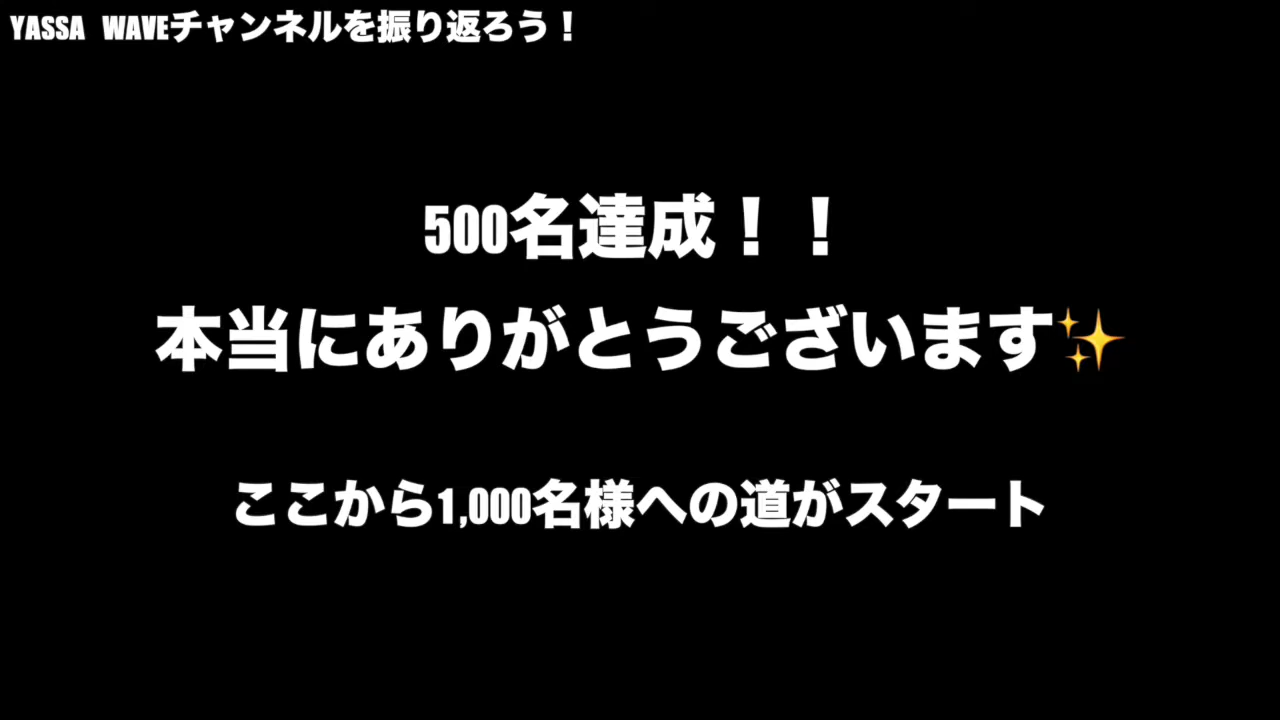 YASSA WAVEチャンネルを振り返ろう！
500名達成！！
本当にありがとうございます✨
ここから1,000名様への道がスタート